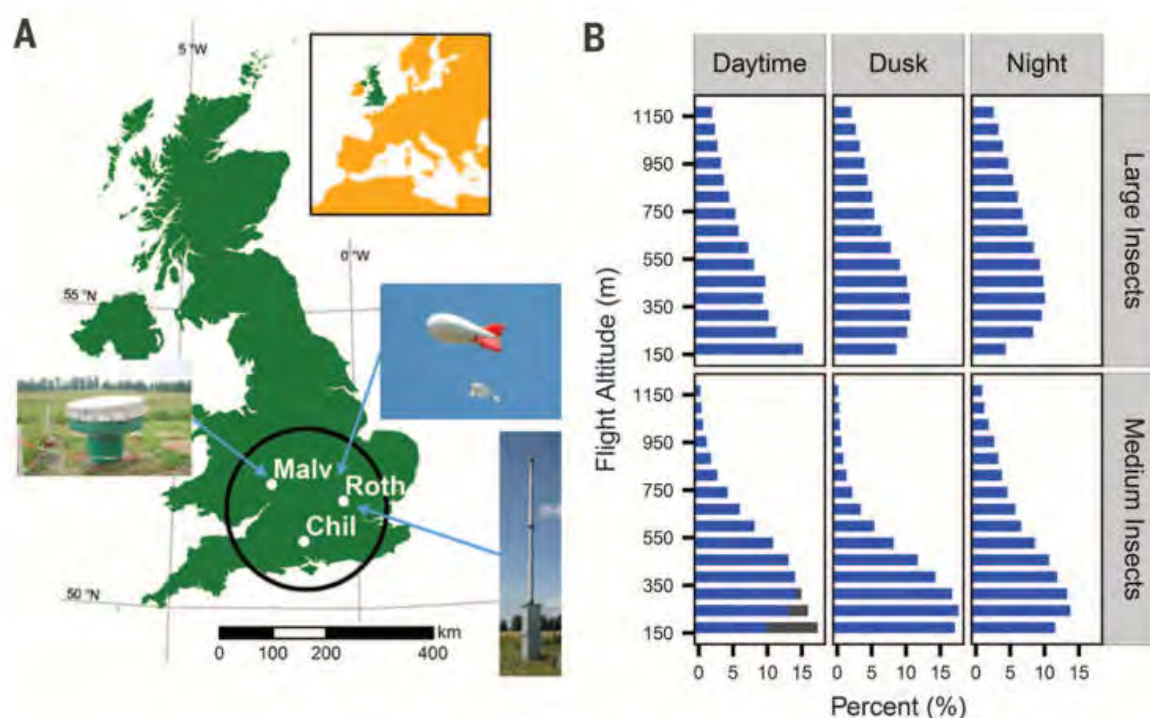 A
5 °W
0 °W
55 °N
50 °N
Malv
Roth
Chil
km
0 100 200 400
B
Daytime Dusk Night
Large Insects
Medium Insects
Flight Altitude (m)
1150
950
750
550
350
150
1150
950
750
550
350
150
0 5 10 15 0 5 10 15 0 5 10 15
Percent (%)